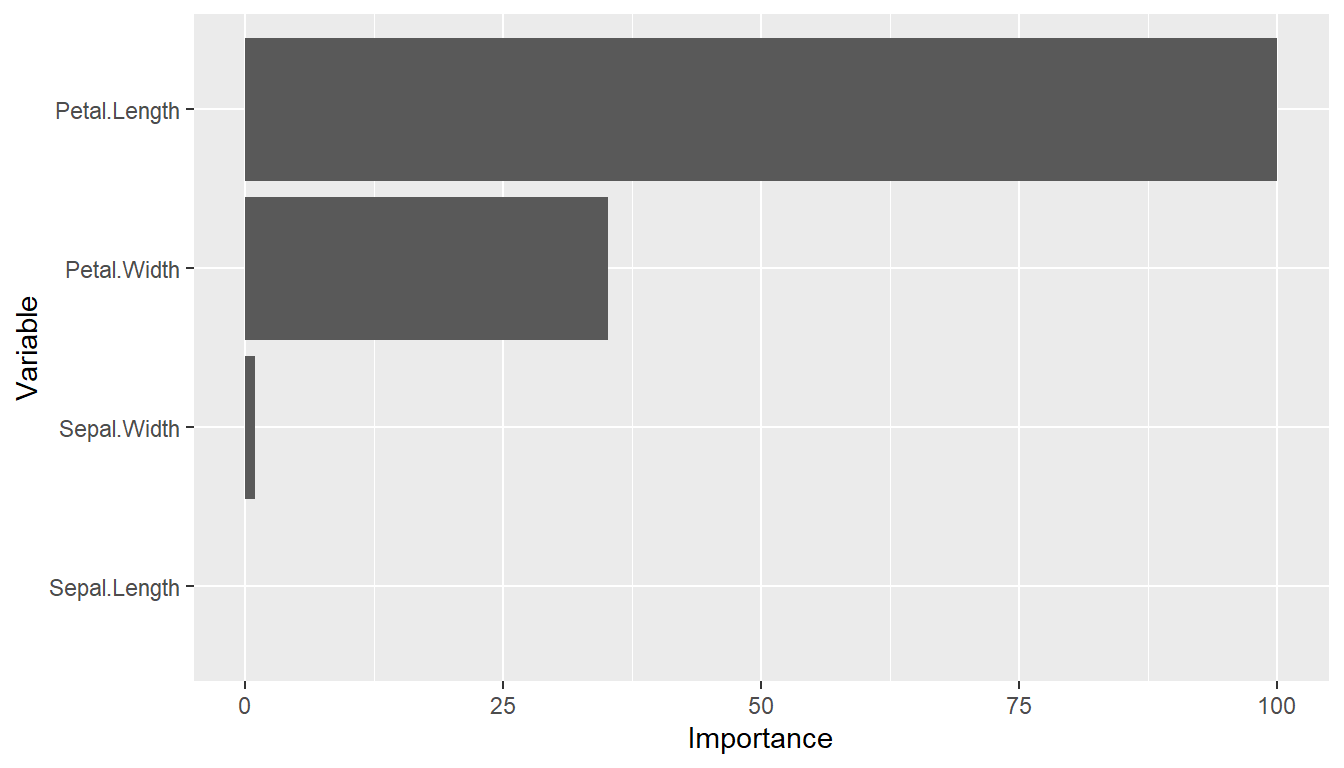 Petal.Length
Petal.Width
Sepal.Width
Sepal.Length
Variable
0 25 50 75 100
Importance